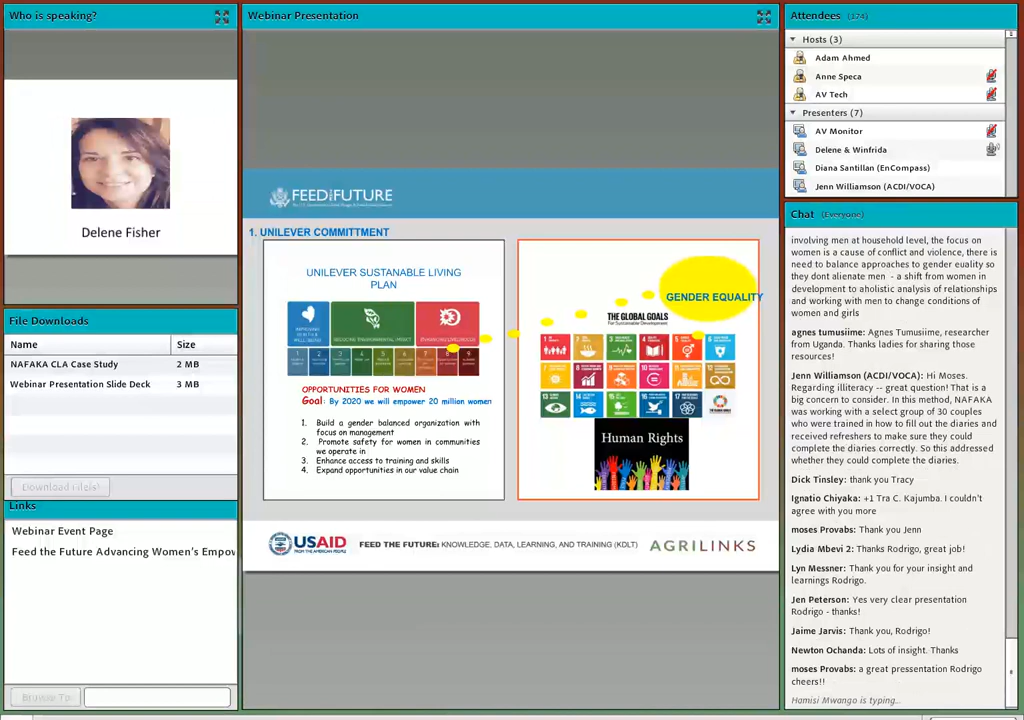 Who is speaking?
Delene Fisher
File Downloads
Name Size
NAFAKA CLA Case Study 2 MB
Webinar Presentation Slide Deck 3 MB
Download File(s)
Links
Webinar Event Page
Feed the Future Advancing Women's Empov
Browse To
Webinar Presentation
FEED THE FUTURE
1. UNILEVER COMMITTMENT
UNILEVER SUSTANABLE LIVING
PLAN
1 2 3 4 5 6 7 8 9
OPPORTUNITIES FOR WOMEN
Goal: By 2020 we will empower 20 million women
1. Build a gender balanced organization with
focus on management
2. Promote safety for women in communities
we operate in
3. Enhance access to training and skills
4. Expand opportunities in our value chain
GENDER EQUALITY
THE GLOBAL GOALS
For Sustainable Development
Human Rights
USAID
FROM THE AMERICAN PEOPLE
FEED THE FUTURE: KNOWLEDGE, DATA, LEARNING, AND TRAINING (KDLT)
AGRILINKS
Attendees (174)
Hosts (3)
Adam Ahmed
Anne Speca
AV Tech
Presenters (7)
AV Monitor
Delene & Winfrida
Diana Santillan (EnCompass)
Jenn Williamson (ACDI/VOCA)
Chat (Everyone)
involving men at household level, the focus on
women is a cause of conflict and violence, there
is need to balance approaches to gender euality so
they dont alienate men - a shift from women in
development to aholistic analysis of relationships
and working with men to change conditions of
women and girls
agnes tumusiime: Agnes Tumusiime, researcher
from Uganda. Thanks ladies for sharing those
resources!
Jenn Williamson (ACDI/VOCA): Hi Moses.
Regarding illiteracy -- great question! That is a
big concern to consider. In this method, NAFAKA
was working with a select group of 30 couples
who were trained in how to fill out the diaries and
received refreshers to make sure they could
complete the diaries correctly. So this addressed
whether they could complete the diaries.
Dick Tinsley: thank you Tracy
Ignatio Chiyaka: +1 Tra C. Kajumba. I couldn't
agree with you more
moses Provabs: Thank you Jenn
Lydia Mbevi 2: Thanks Rodrigo, great job!
Lyn Messner: Thank you for your insight and
learnings Rodrigo.
Jen Peterson: Yes very clear presentation
Rodrigo - thanks!
Jaime Jarvis: Thank you, Rodrigo!
Newton Ochanda: Lots of insight. Thanks
moses Provabs: a great pressentation Rodrigo
cheers!!
Hamisi Mwango is typing...